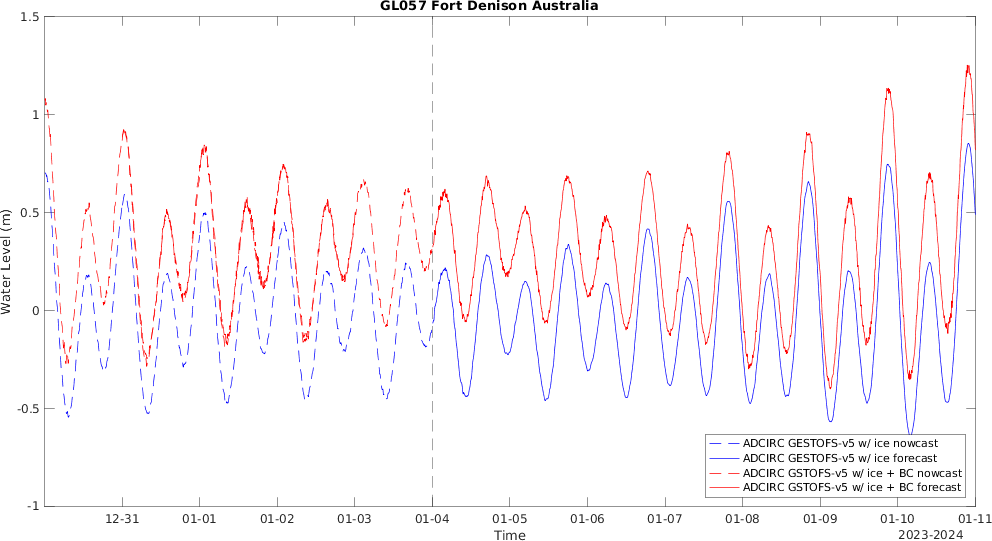 GL057 Fort Denison Australia
1.5
1
0.5
0
-0.5
-1
Water Level (m)
ADCIRC GESTOFS-v5 w/ ice nowcast
ADCIRC GESTOFS-v5 w/ ice forecast
ADCIRC GSTOFS-v5 w/ ice + BC nowcast
ADCIRC GSTOFS-v5 w/ ice + BC forecast
12-31 01-01 01-02 01-03 01-04 01-05 01-06 01-07 01-08 01-09 01-10 01-11
Time
2023-2024